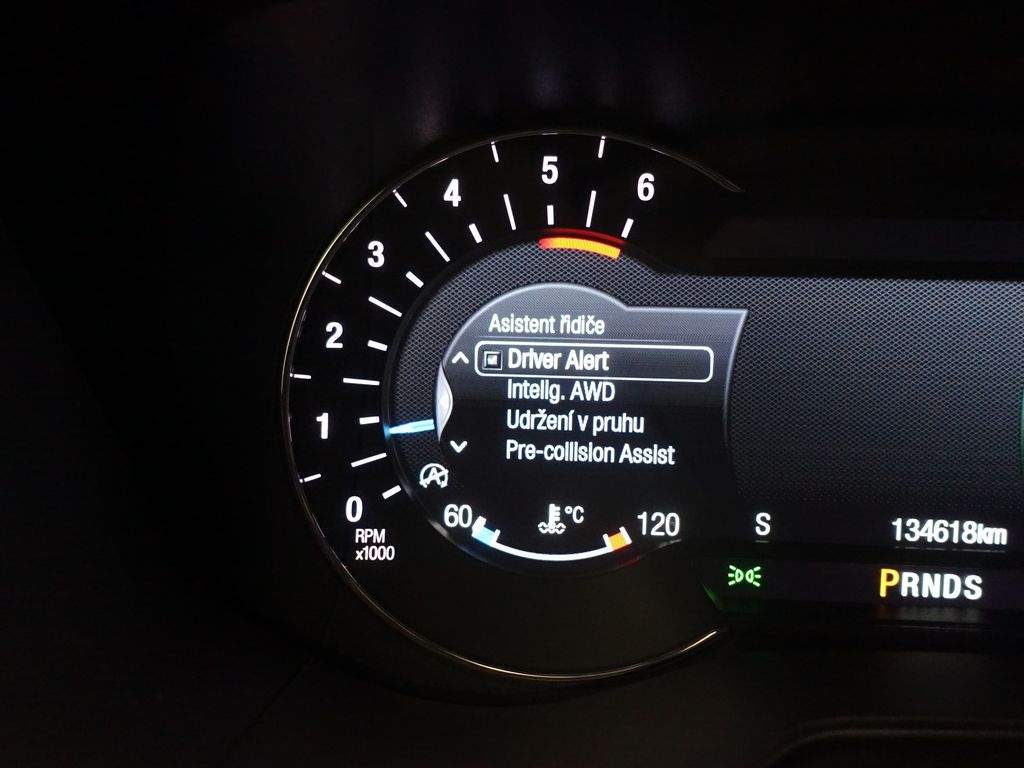 6
5
4
3
2
1
0
RPM
x1000
Asistent řidiče
Driver Alert
Intelig. AWD
Udržení v pruhu
Pre-collision Assist
A
60 °C 120
S 134618km
PRNDS